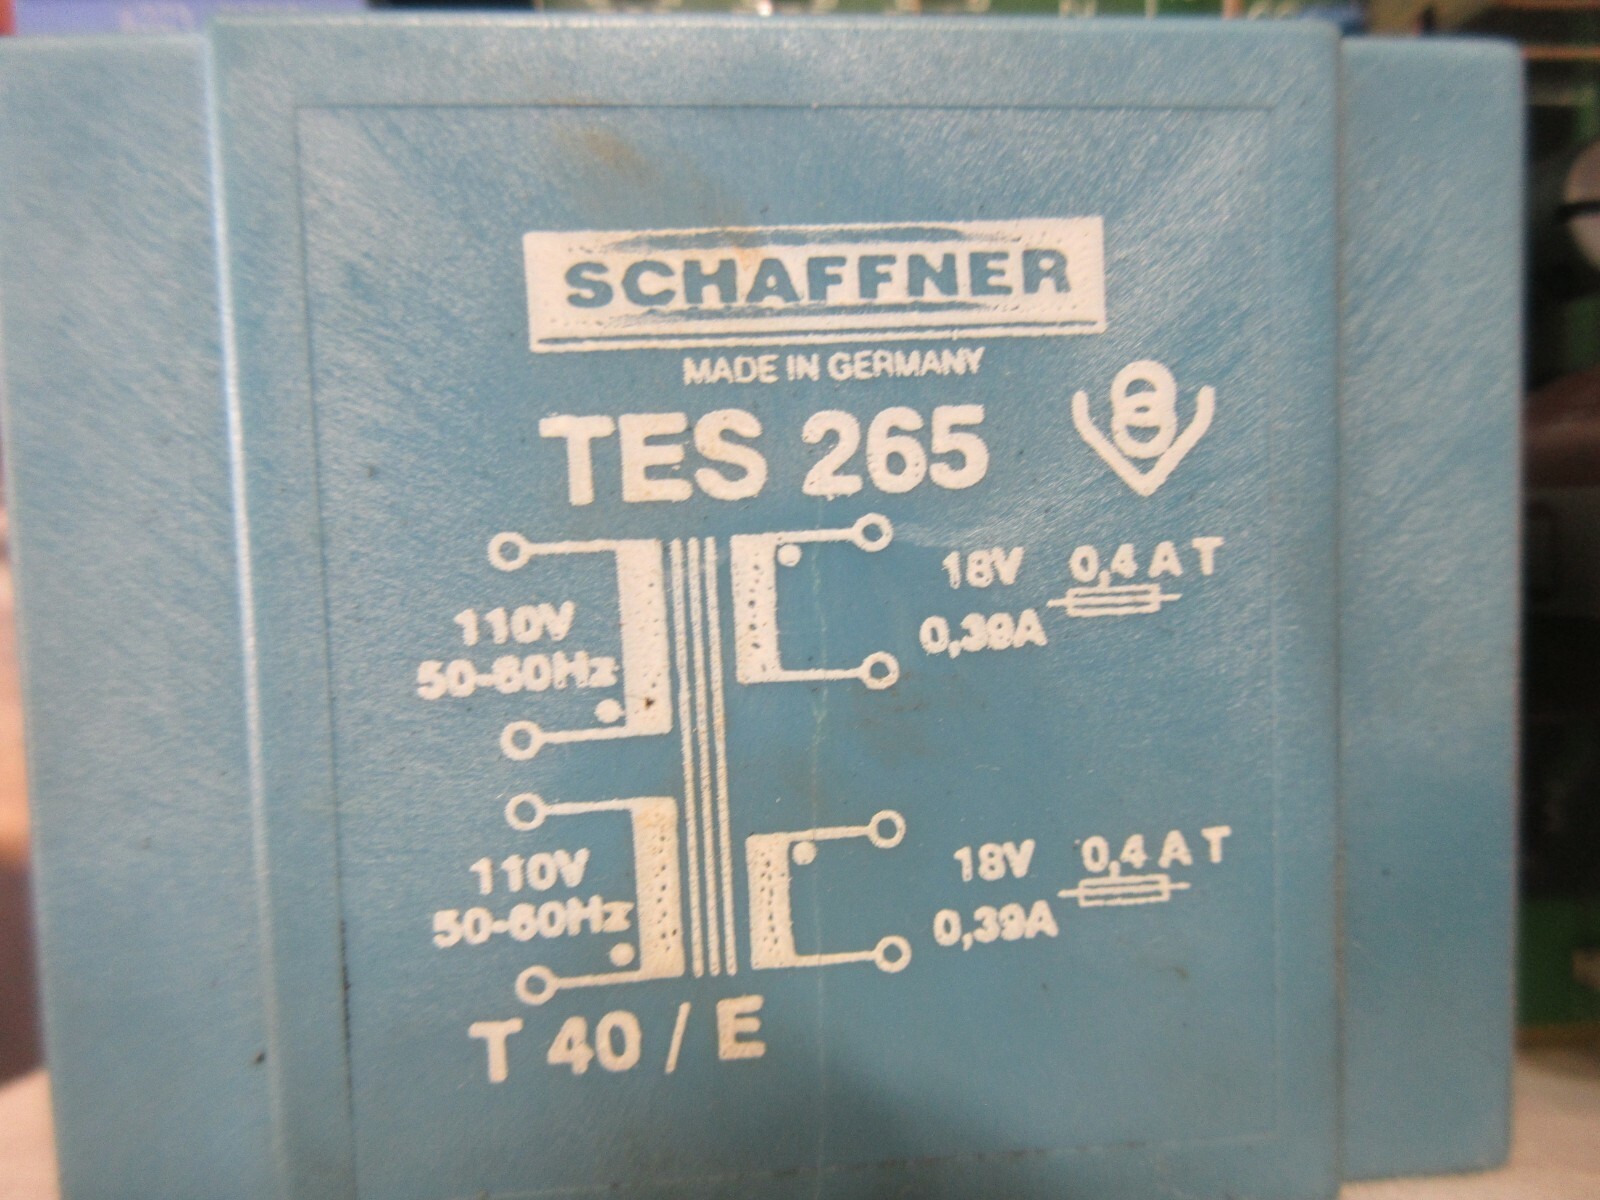 SCHAFFNER
MADE IN GERMANY
TES 265
110V
50-60Hz
18V 0,4 A T
0,39A
110V
50-60Hz
18V 0,4 A T
0,39A
T 40 / E